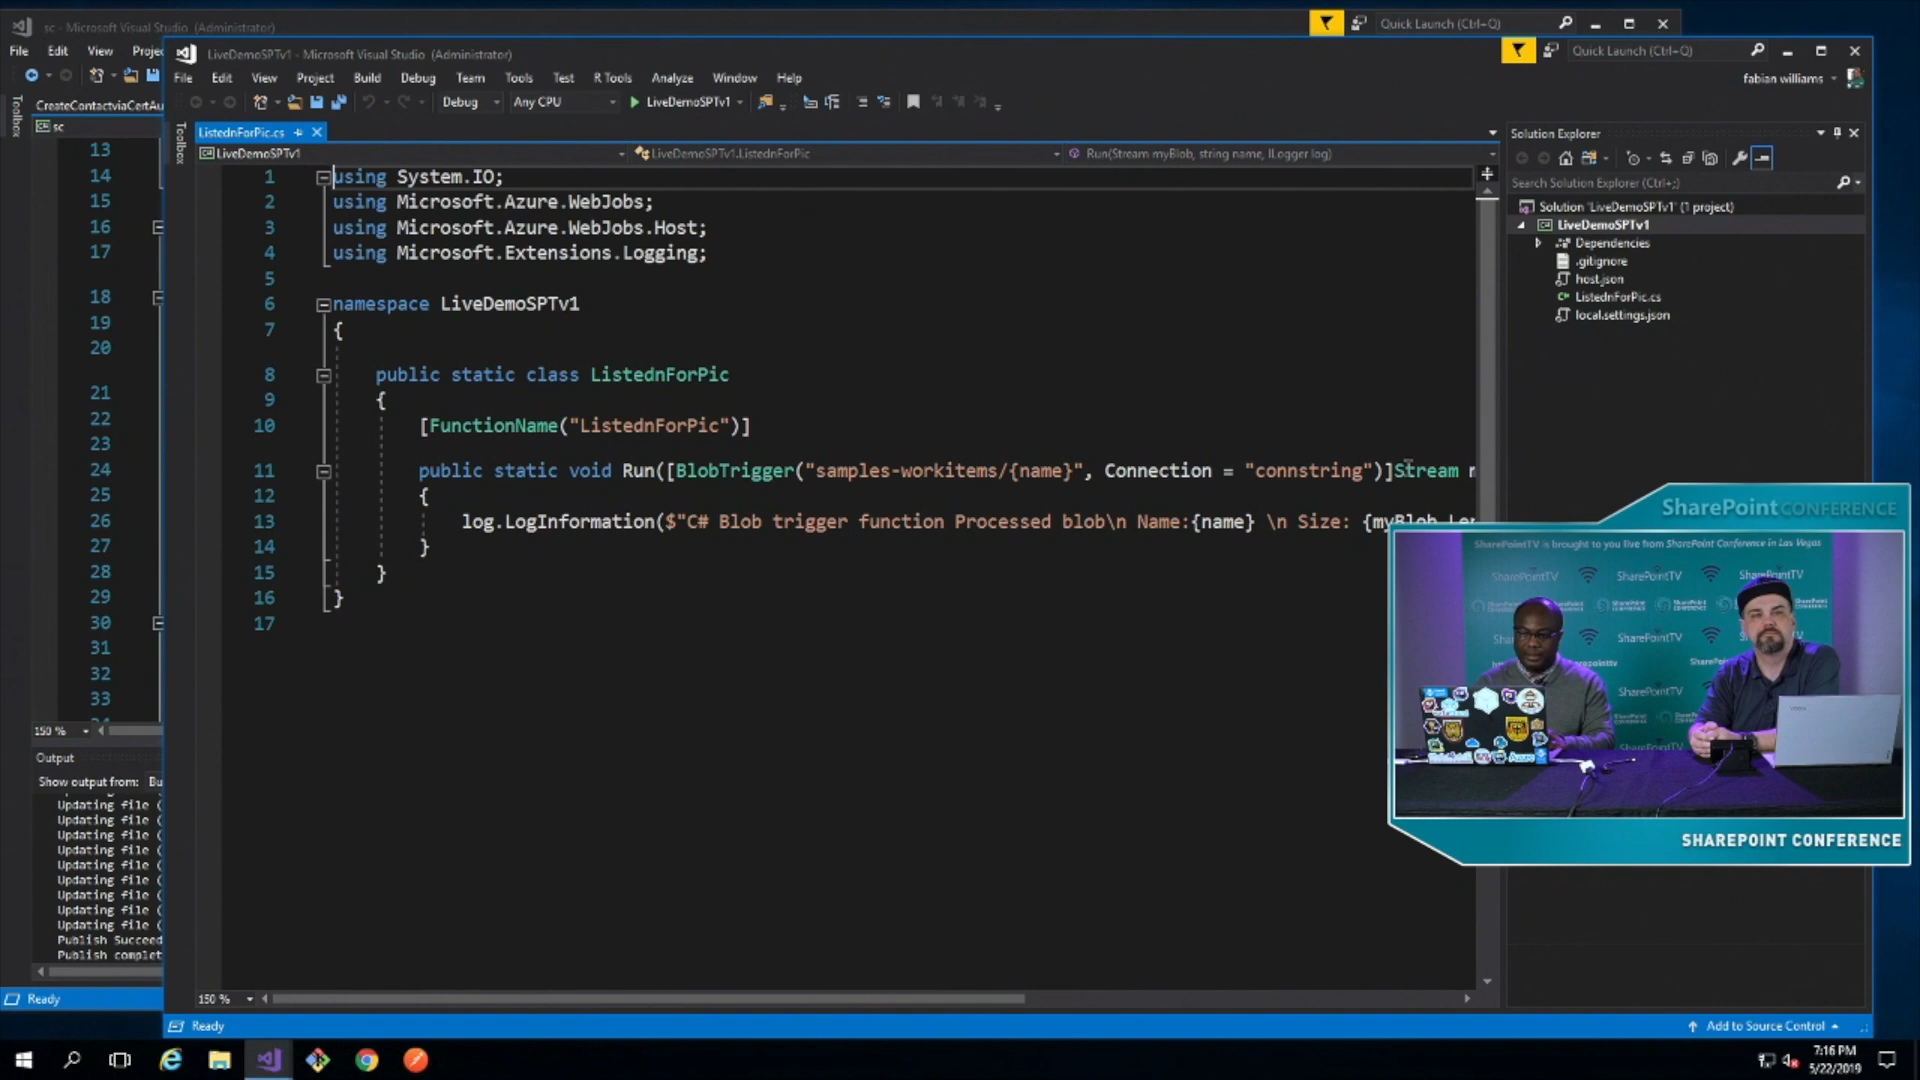 sc - Microsoft Visual Studio (Administrator)
Quick Launch (Ctrl+Q)
File Edit View Projec
CreateContactviaCertAu
sc
Toolbox
13
14
15
16
17
18
19
20
21
22
23
24
25
26
27
28
29
30
31
32
33
150 %
Output
Show output from: Bu
Updating file (
Updating file (
Updating file (
Updating file (
Updating file (
Updating file (
Updating file (
Updating file (
Updating file (
Publish Succeed
Publish complet
Ready
LiveDemoSPTv1 - Microsoft Visual Studio (Administrator)
Quick Launch (Ctrl+Q)
File Edit View Project Build Debug Team Tools Test R Tools Analyze Window Help
fabian williams
Debug Any CPU LiveDemoSPTv1
Toolbox
ListednForPic.cs
LiveDemoSPTv1 LiveDemoSPTv1.ListednForPic Run(Stream myBlob, string name, ILogger log)
1 using System.IO;
2 using Microsoft.Azure.WebJobs;
3 using Microsoft.Azure.WebJobs.Host;
4 using Microsoft.Extensions.Logging;
5
6 namespace LiveDemoSPTv1
7 {
8 public static class ListednForPic
9 {
10 [FunctionName("ListednForPic")]
11 public static void Run([BlobTrigger("samples-workitems/{name}", Connection = "connstring")]Stream m
12 {
13 log.LogInformation($"C# Blob trigger function Processed blob\n Name:{name} \n Size: {myBlob.Len
14 }
15 }
16 }
17
150 %
Ready
Add to Source Control
Solution Explorer
Search Solution Explorer (Ctrl+;)
Solution 'LiveDemoSPTv1' (1 project)
LiveDemoSPTv1
Dependencies
.gitignore
host.json
ListednForPic.cs
local.settings.json
SharePoint CONFERENCE
SharePointTV is brought to you live from SharePoint Conference in Las Vegas
SharePointTV SharePointTV SharePointTV
SharePointTV
SharePointTV
SHAREPOINT CONFERENCE
7:16 PM
5/22/2019